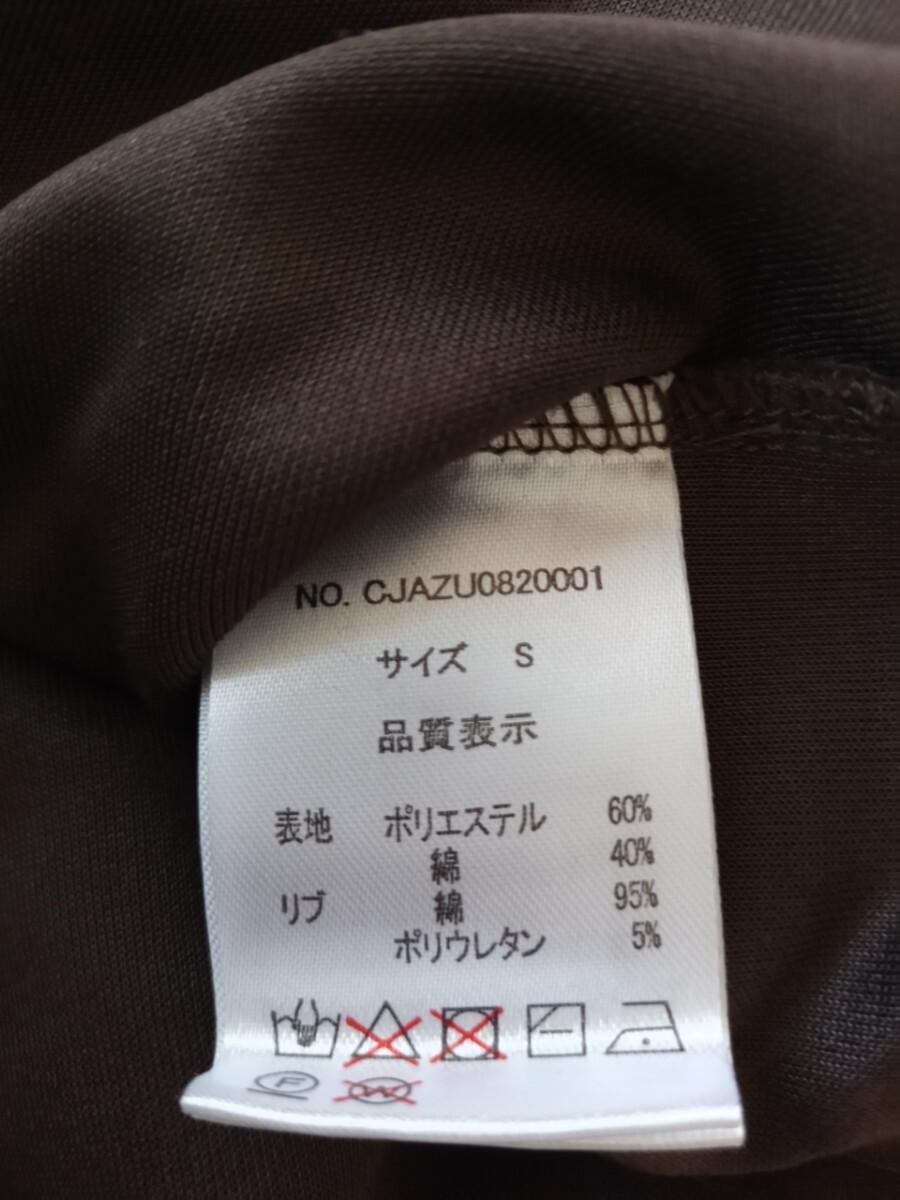 NO. CJAZU0820001
サイズ S
品質表示
表地 ポリエステル 60%
綿 40%
リブ 綿 95%
ポリウレタン 5%
F
W